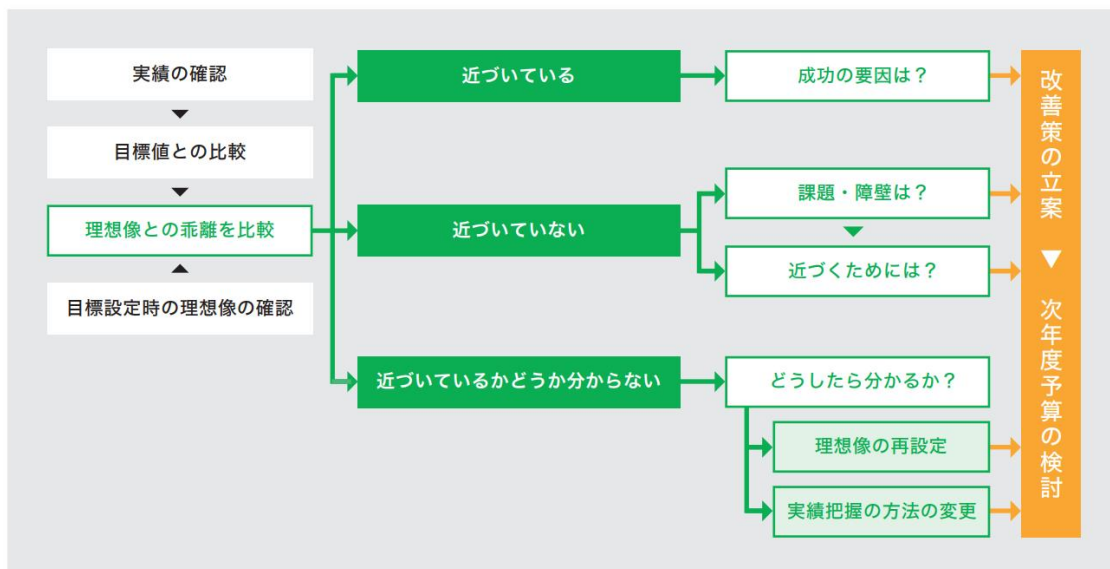 実績の確認
目標値との比較
理想像との乖離を比較
目標設定時の理想像の確認
近づいている
成功の要因は？
近づいていない
課題・障壁は？
近づくためには？
近づいているかどうか分からない
どうしたら分かるか？
理想像の再設定
実績把握の方法の変更
改善策の立案
次年度予算の検討